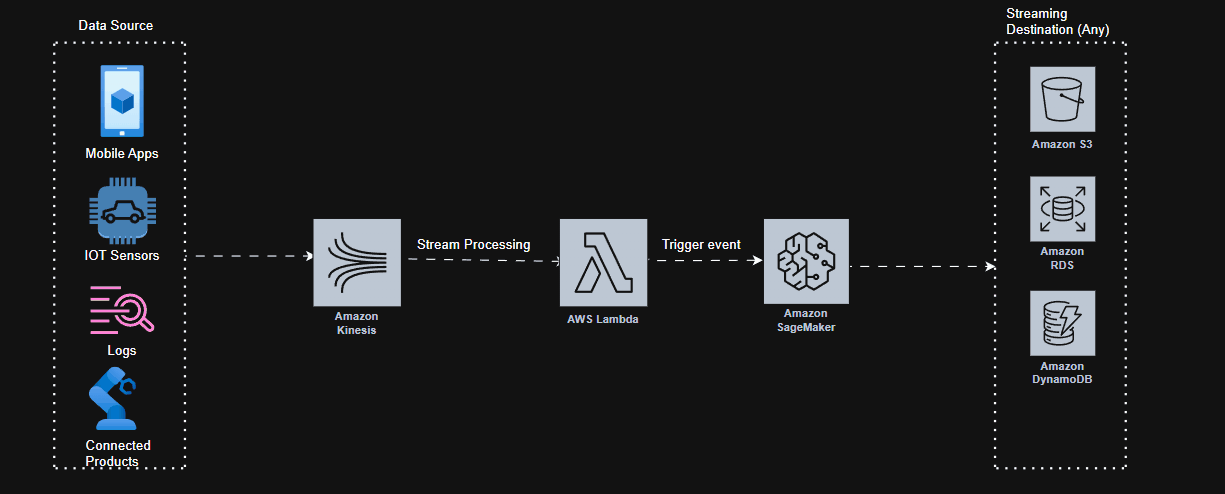 Data Source
Mobile Apps
IOT Sensors
Logs
Connected
Products
Amazon
Kinesis
Stream Processing
AWS Lambda
Trigger event
Amazon
SageMaker
Streaming
Destination (Any)
Amazon S3
Amazon
RDS
Amazon
DynamoDB